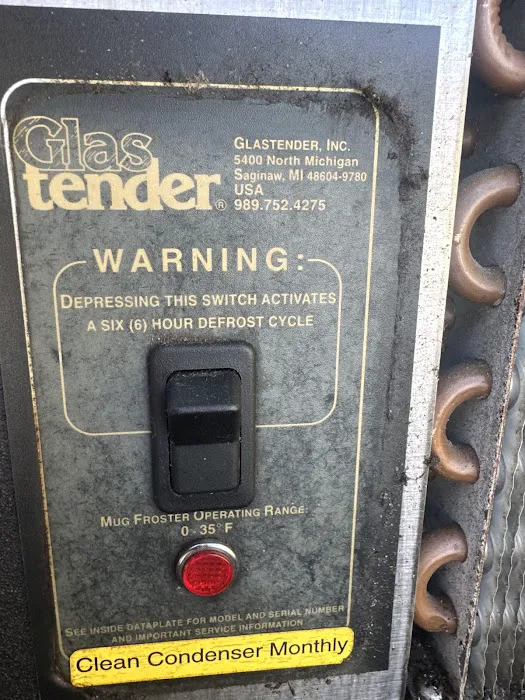 Glas
tender®
GLASTENDER, INC.
5400 North Michigan
Saginaw, MI 48604-9780
USA
989.752.4275
WARNING:
DEPRESSING THIS SWITCH ACTIVATES
A SIX (6) HOUR DEFROST CYCLE
MUG FROSTER OPERATING RANGE:
0 - 35° F
SEE INSIDE DATAPLATE FOR MODEL AND SERIAL NUMBER
AND IMPORTANT SERVICE INFORMATION
Clean Condenser Monthly